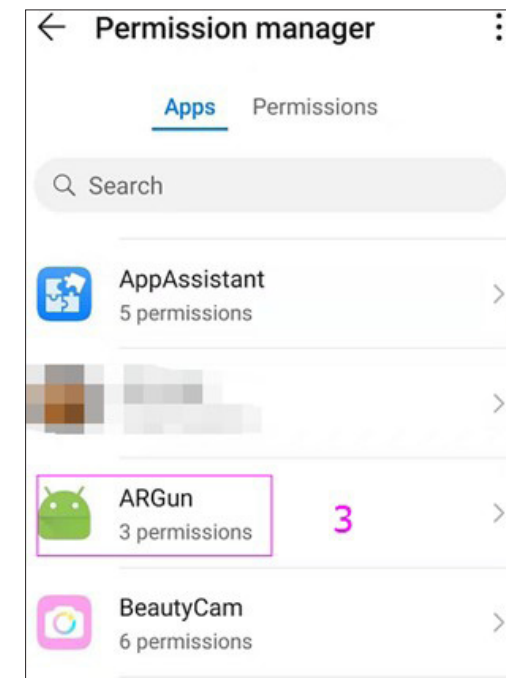 Permission manager
Apps Permissions
Search
AppAssistant
5 permissions
ARGun
3 permissions
3
BeautyCam
6 permissions